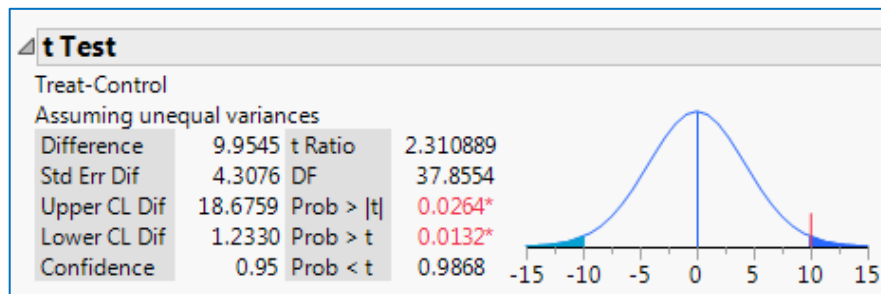 t Test
Treat-Control
Assuming unequal variances
Difference 9.9545 t Ratio 2.310889
Std Err Dif 4.3076 DF 37.8554
Upper CL Dif 18.6759 Prob > |t| 0.0264*
Lower CL Dif 1.2330 Prob > t 0.0132*
Confidence 0.95 Prob < t 0.9868
-15 -10 -5 0 5 10 15